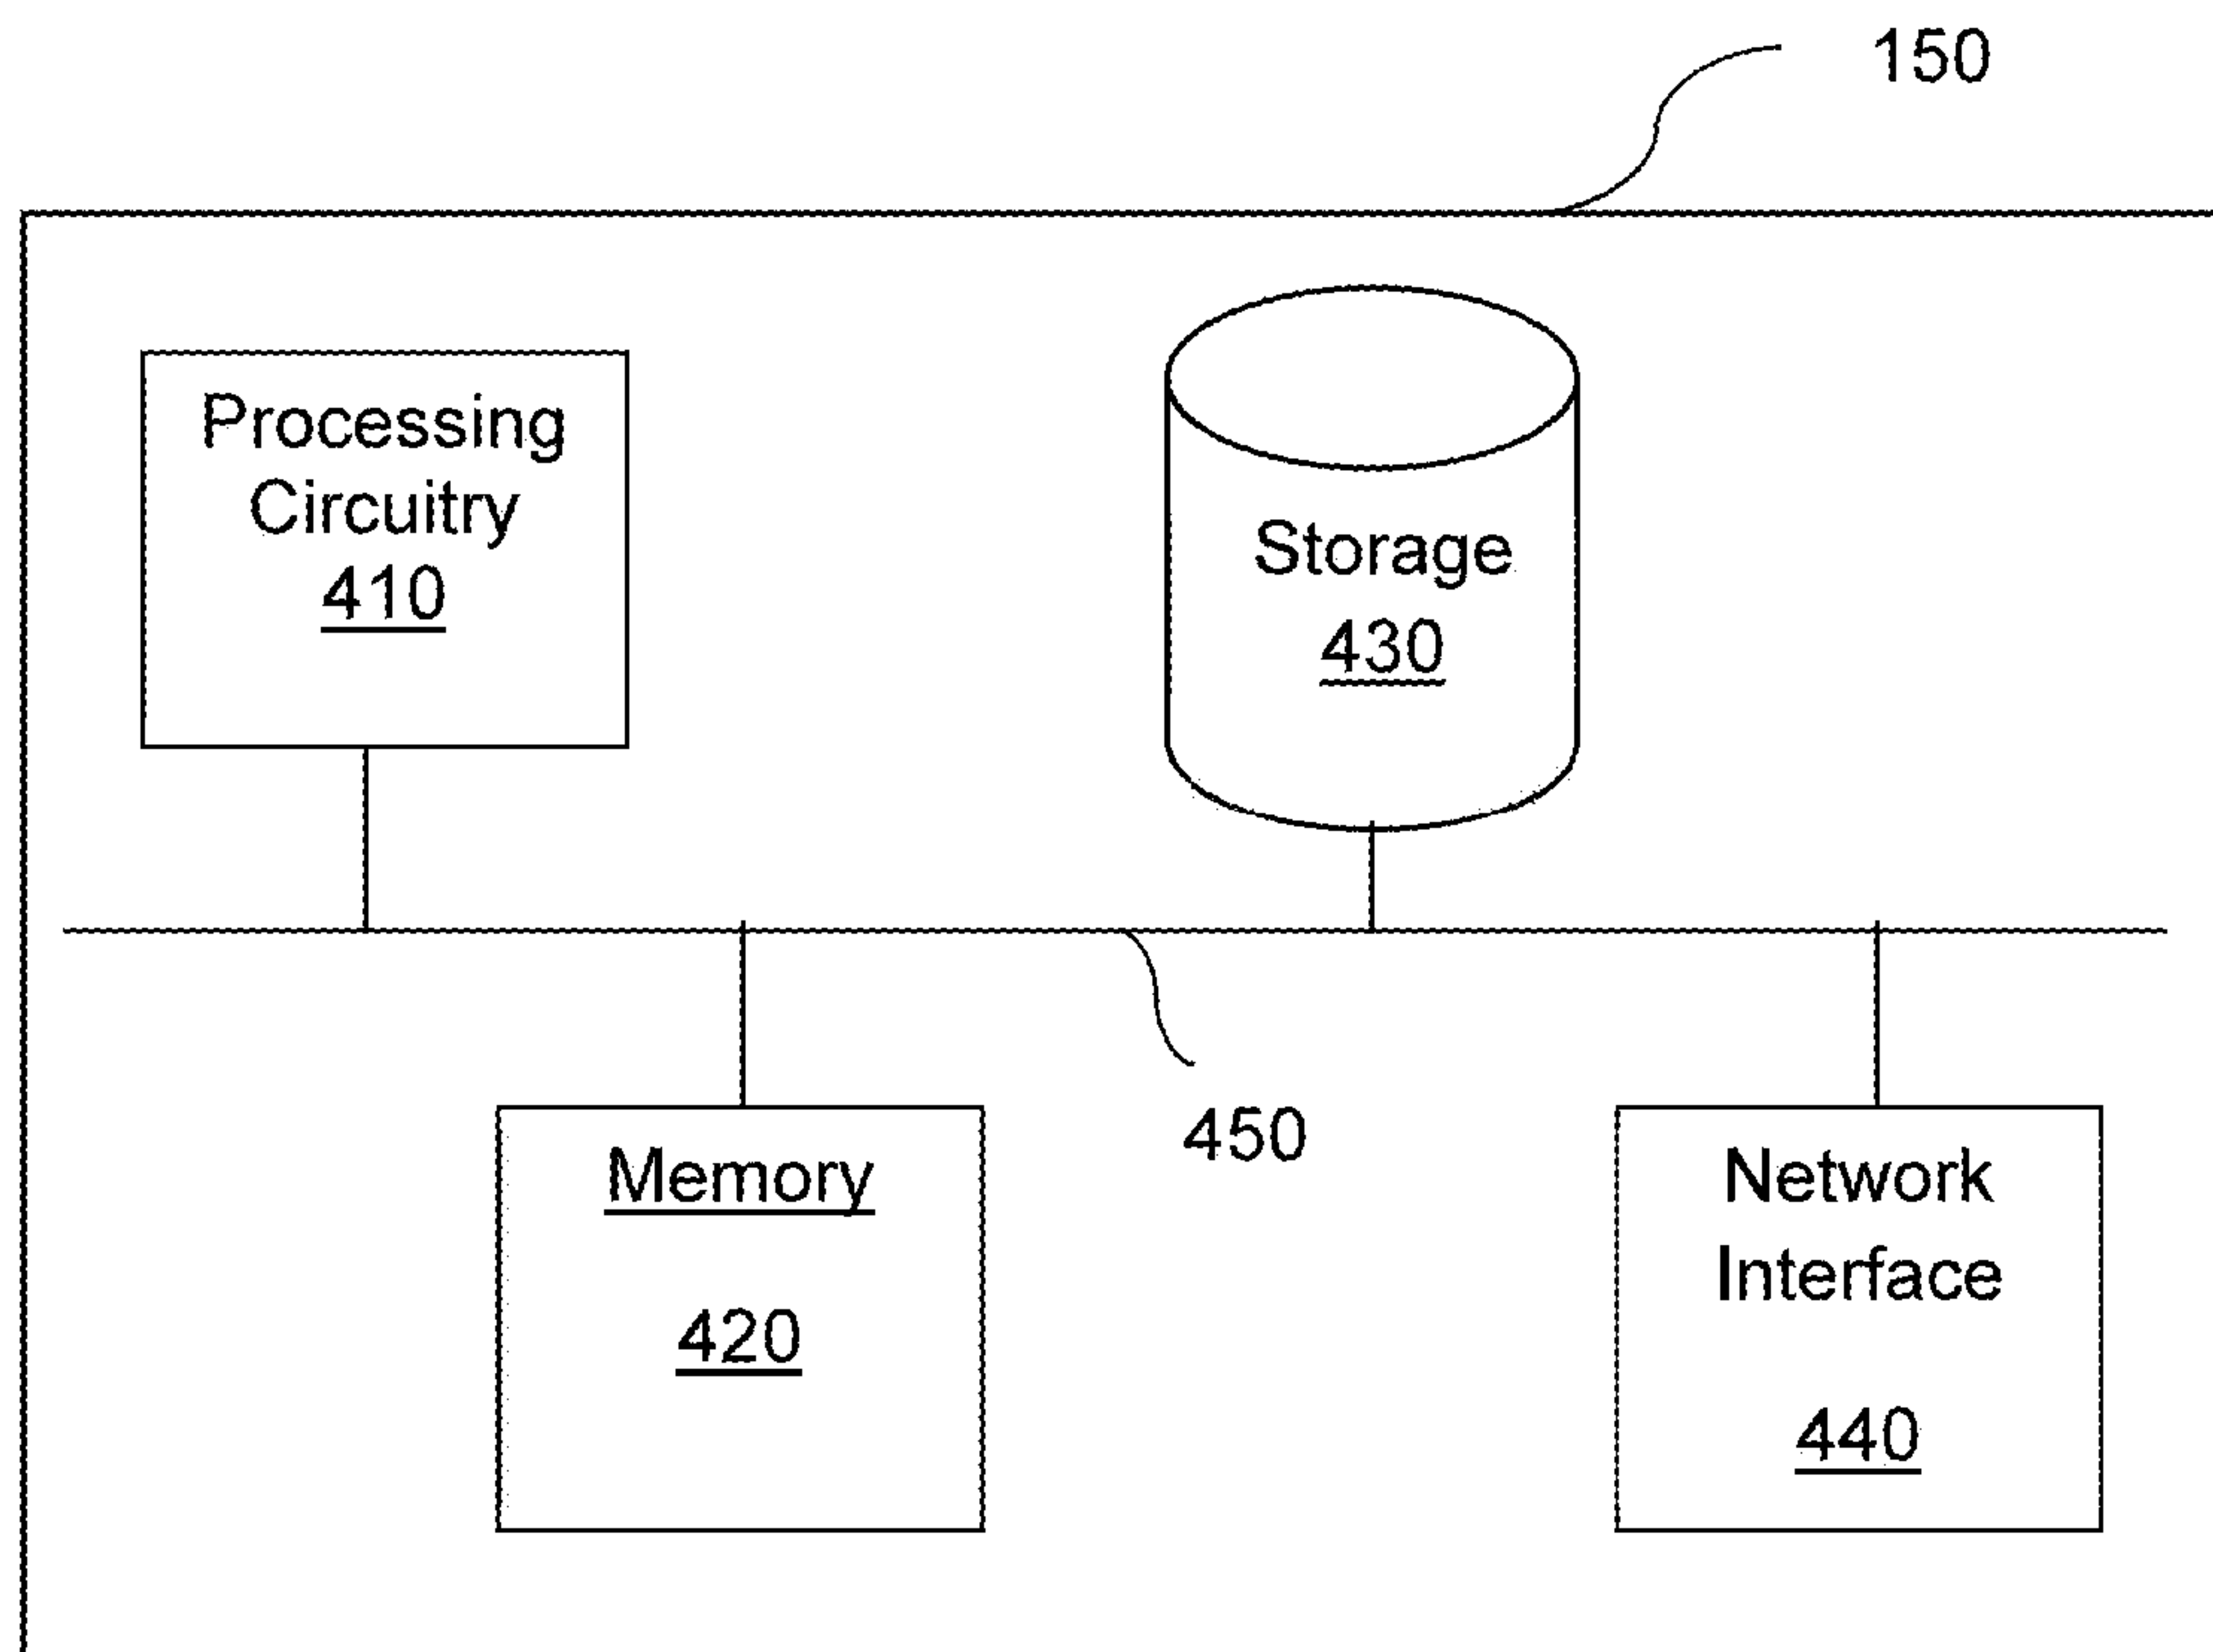 150
Processing
Circuitry
410
Storage
430
450
Memory
420
Network
Interface
440